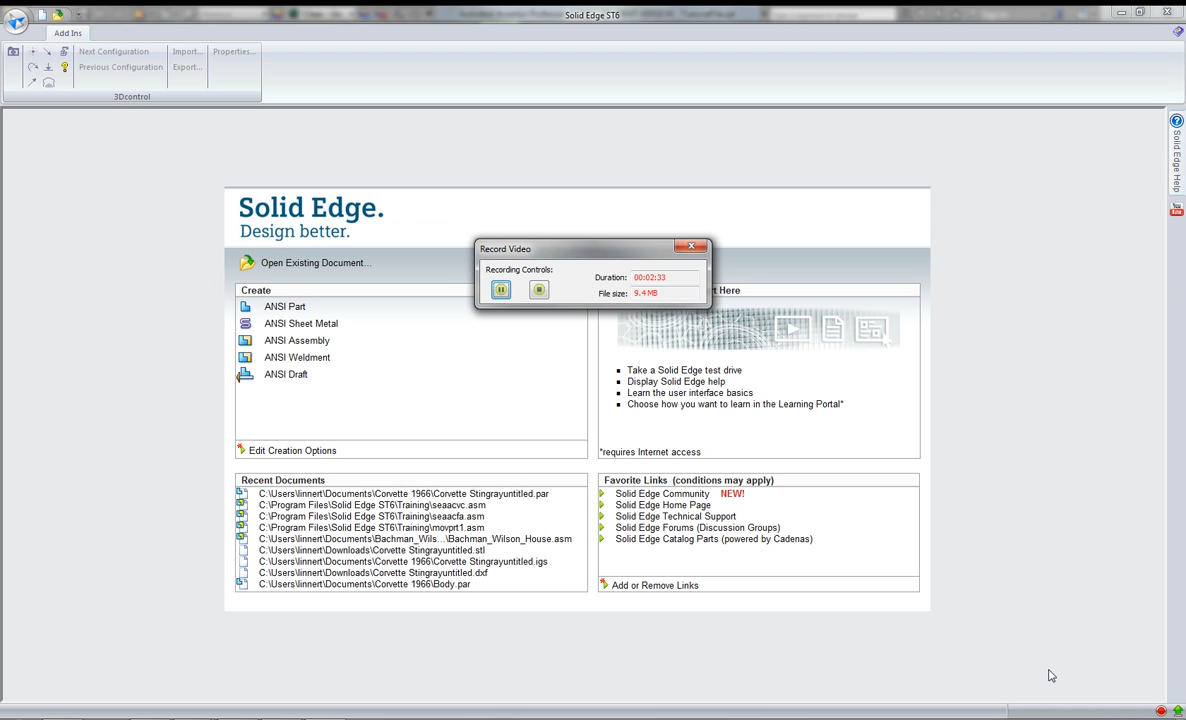 Solid Edge ST6
Add Ins
Next Configuration
Import...
Properties...
Previous Configuration
Export...
3Dcontrol
Solid Edge Help
Solid Edge.
Design better.
Open Existing Document...
Record Video
Recording Controls:
Duration: 00:02:33
File size: 9.4 MB
Create
ANSI Part
ANSI Sheet Metal
ANSI Assembly
ANSI Weldment
ANSI Draft
Edit Creation Options
Here
Take a Solid Edge test drive
Display Solid Edge help
Learn the user interface basics
Choose how you want to learn in the Learning Portal*
*requires Internet access
Recent Documents
C:\Users\linnert\Documents\Corvette 1966\Corvette Stingrayuntitled.par
C:\Program Files\Solid Edge ST6\Training\seaacvc.asm
C:\Program Files\Solid Edge ST6\Training\seaacfa.asm
C:\Program Files\Solid Edge ST6\Training\movprt1.asm
C:\Users\linnert\Documents\Bachman_Wils...\Bachman_Wilson_House.asm
C:\Users\linnert\Downloads\Corvette Stingrayuntitled.stl
C:\Users\linnert\Documents\Corvette 1966\Corvette Stingrayuntitled.igs
C:\Users\linnert\Downloads\Corvette Stingrayuntitled.dxf
C:\Users\linnert\Documents\Corvette 1966\Body.par
Favorite Links (conditions may apply)
Solid Edge Community NEW!
Solid Edge Home Page
Solid Edge Technical Support
Solid Edge Forums (Discussion Groups)
Solid Edge Catalog Parts (powered by Cadenas)
Add or Remove Links